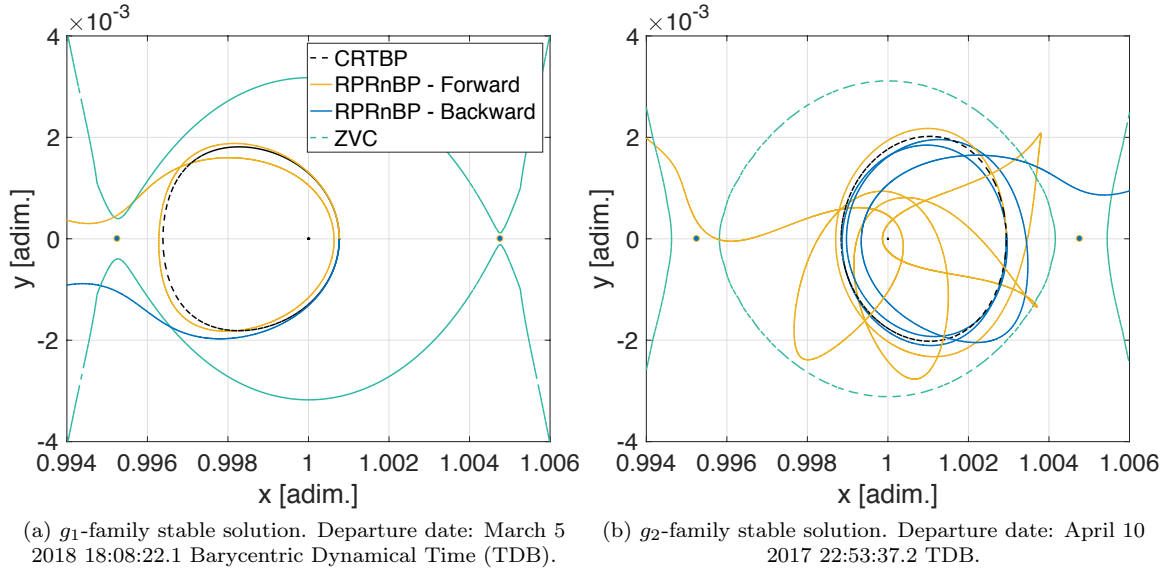 ×10⁻³
4
2
0
-2
-4
y [adim.]
0.994
0.996
0.998
1
1.002
1.004
1.006
x [adim.]
CRTBP
RPRnBP - Forward
RPRnBP - Backward
ZVC
(a) g₁-family stable solution. Departure date: March 5
2018 18:08:22.1 Barycentric Dynamical Time (TDB).
×10⁻³
4
2
0
-2
-4
y [adim.]
0.994
0.996
0.998
1
1.002
1.004
1.006
x [adim.]
(b) g₂-family stable solution. Departure date: April 10
2017 22:53:37.2 TDB.